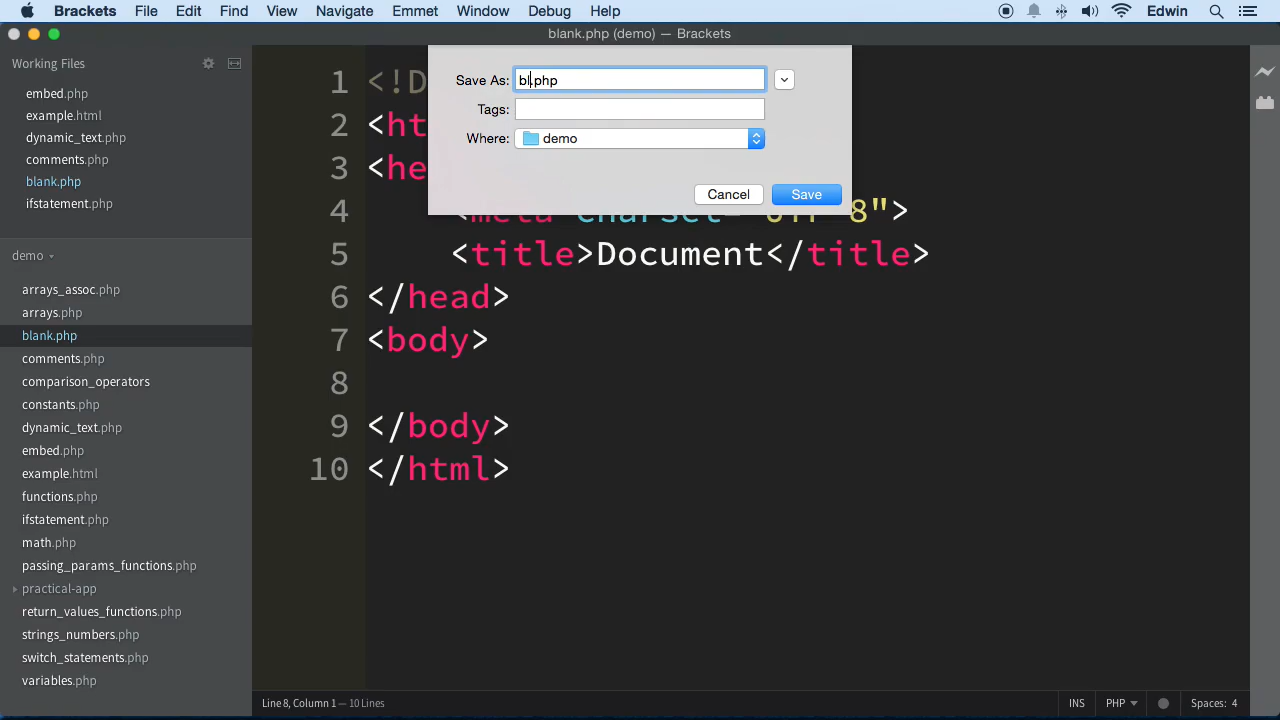 Brackets File Edit Find View Navigate Emmet Window Debug Help Edwin
blank.php (demo) — Brackets
Working Files
embed.php
example.html
dynamic_text.php
comments.php
blank.php
ifstatement.php
demo
arrays_assoc.php
arrays.php
blank.php
comments.php
comparison_operators
constants.php
dynamic_text.php
embed.php
example.html
functions.php
ifstatement.php
math.php
passing_params_functions.php
practical-app
return_values_functions.php
strings_numbers.php
switch_statements.php
variables.php
Save As: bl.php
Tags:
Where: demo
Cancel Save
1 <!D
2 <ht
3 <he
4 <meta charset="UTF-8">
5 <title>Document</title>
6 </head>
7 <body>
8
9 </body>
10 </html>
Line 8, Column 1 — 10 Lines
INS PHP Spaces: 4